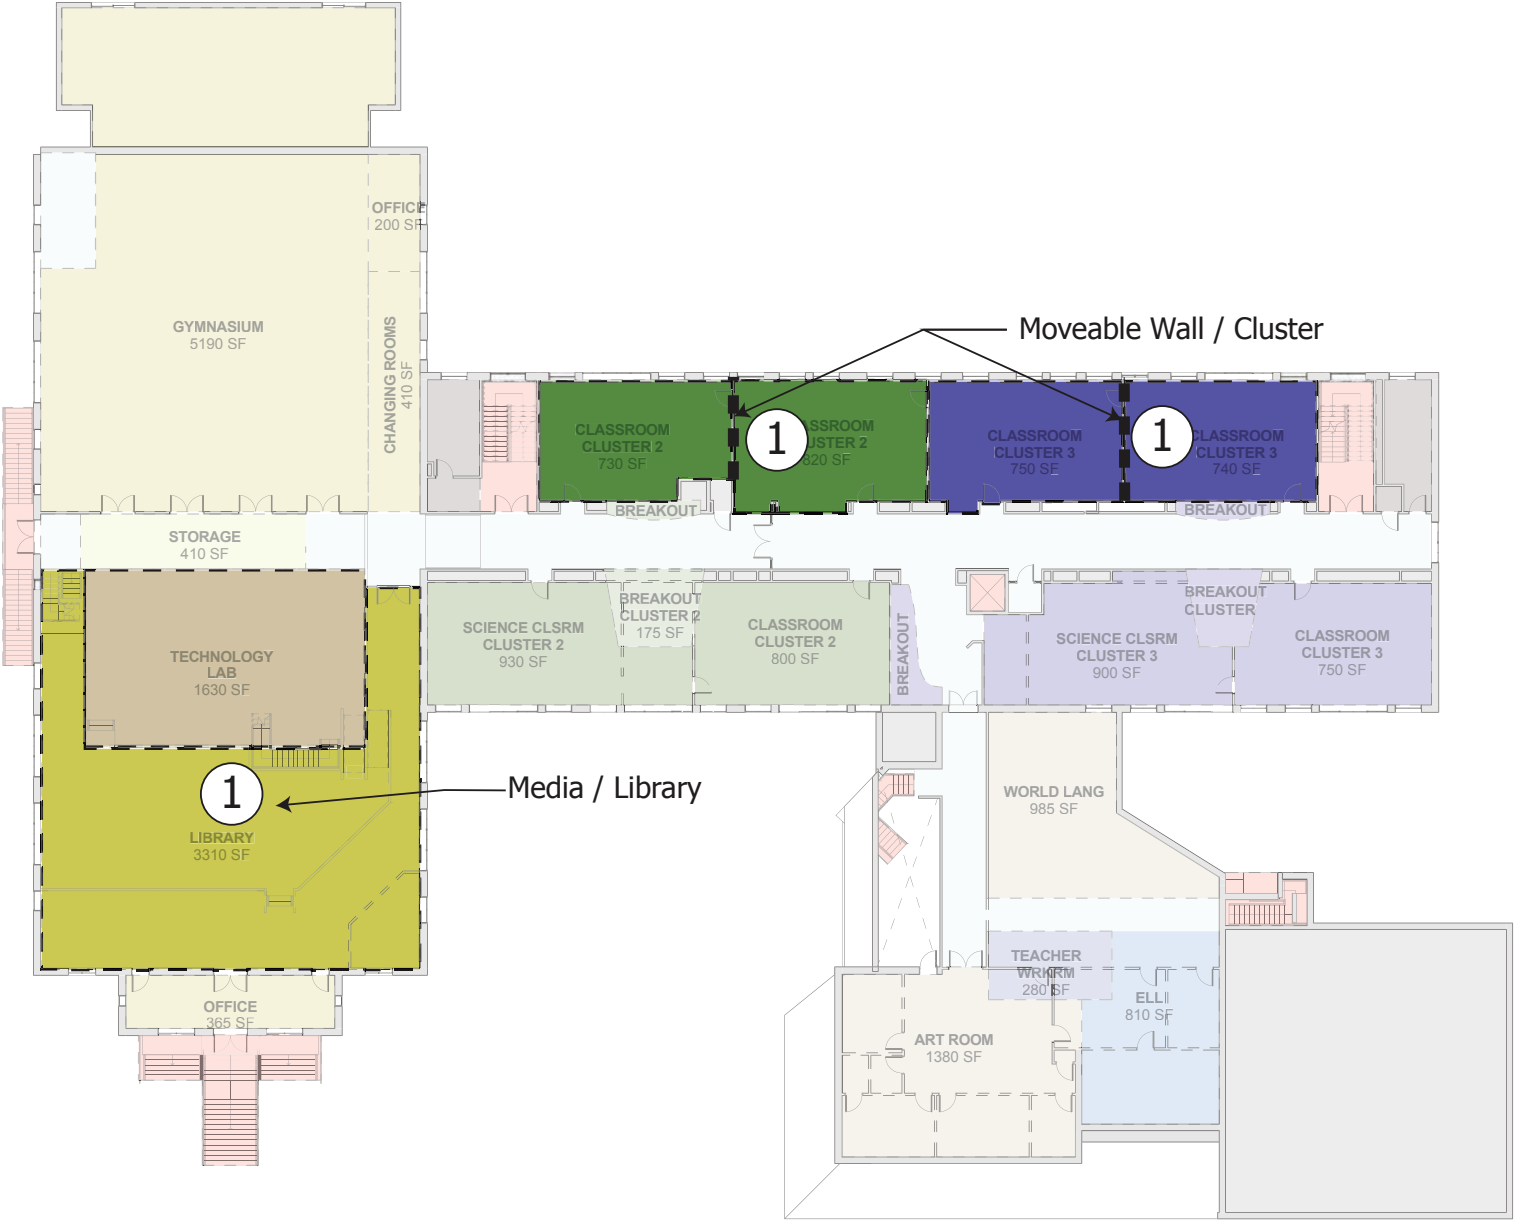 OFFICE
200 SF
GYMNASIUM
5190 SF
CHANGING ROOMS
410 SF
Moveable Wall / Cluster
CLASSROOM
CLUSTER 2
730 SF
1
CLASSROOM
CLUSTER 2
820 SF
CLASSROOM
CLUSTER 3
750 SF
1
CLASSROOM
CLUSTER 3
740 SF
BREAKOUT
BREAKOUT
STORAGE
410 SF
TECHNOLOGY
LAB
1630 SF
SCIENCE CLSRM
CLUSTER 2
930 SF
BREAKOUT
CLUSTER 2
175 SF
CLASSROOM
CLUSTER 2
800 SF
BREAKOUT
SCIENCE CLSRM
CLUSTER 3
900 SF
BREAKOUT
CLUSTER
CLASSROOM
CLUSTER 3
750 SF
1
Media / Library
LIBRARY
3310 SF
WORLD LANG
985 SF
TEACHER
WRKRM
280 SF
ELL
810 SF
OFFICE
365 SF
ART ROOM
1380 SF